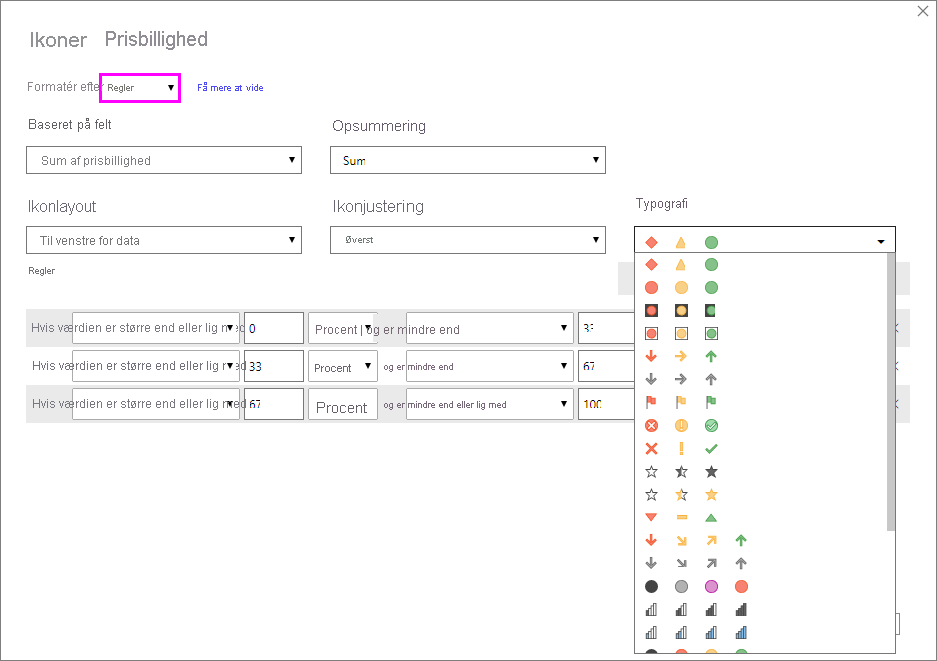 Ikoner Prisbillighed
Formatér efter Regler Få mere at vide
Baseret på felt Opsummering
Sum af prisbillighed Sum
Ikonlayout Ikonjustering Typografi
Til venstre for data Øverst
Regler
Hvis værdien er større end eller lig med 0 Procent og er mindre end 33
Hvis værdien er større end eller lig med 33 Procent og er mindre end 67
Hvis værdien er større end eller lig med 67 Procent og er mindre end eller lig med 100